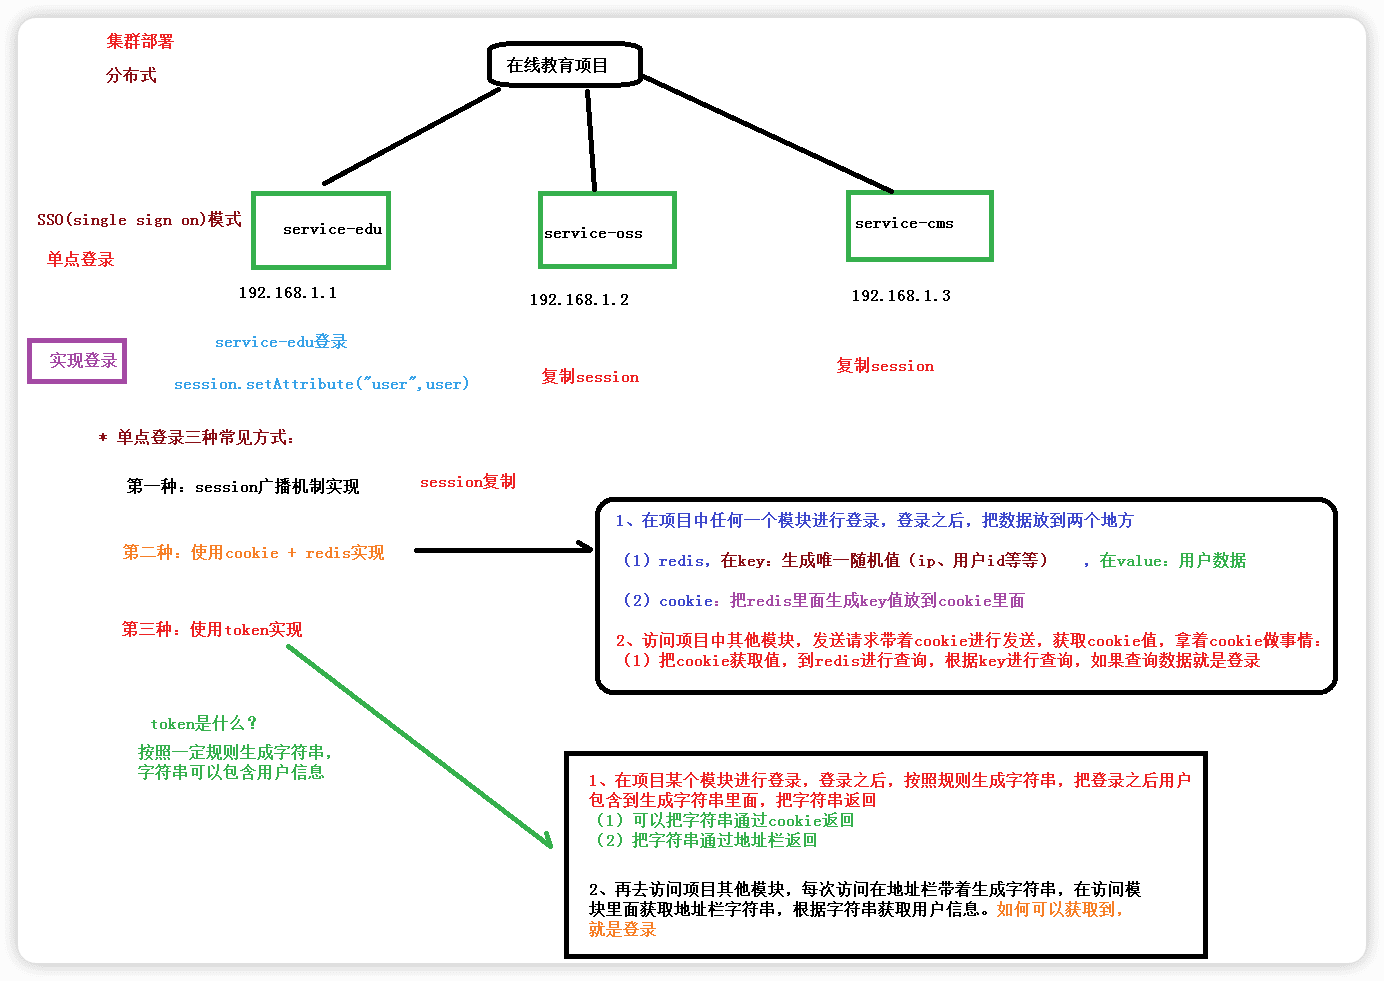 集群部署
分布式
在线教育项目
SSO(single sign on)模式
单点登录
service-edu
service-oss
service-cms
192.168.1.1
192.168.1.2
192.168.1.3
实现登录
service-edu登录
session.setAttribute("user",user)
复制session
复制session
* 单点登录三种常见方式：
第一种：session广播机制实现
session复制
第二种：使用cookie + redis实现
1、在项目中任何一个模块进行登录，登录之后，把数据放到两个地方
（1）redis，在key：生成唯一随机值（ip、用户id等等） ，在value：用户数据
（2）cookie：把redis里面生成key值放到cookie里面
2、访问项目中其他模块，发送请求带着cookie进行发送，获取cookie值，拿着cookie做事情：
（1）把cookie获取值，到redis进行查询，根据key进行查询，如果查询数据就是登录
第三种：使用token实现
token是什么？
按照一定规则生成字符串，
字符串可以包含用户信息
1、在项目某个模块进行登录，登录之后，按照规则生成字符串，把登录之后用户
包含到生成字符串里面，把字符串返回
（1）可以把字符串通过cookie返回
（2）把字符串通过地址栏返回
2、再去访问项目其他模块，每次访问在地址栏带着生成字符串，在访问模
块里面获取地址栏字符串，根据字符串获取用户信息。如何可以获取到，
就是登录